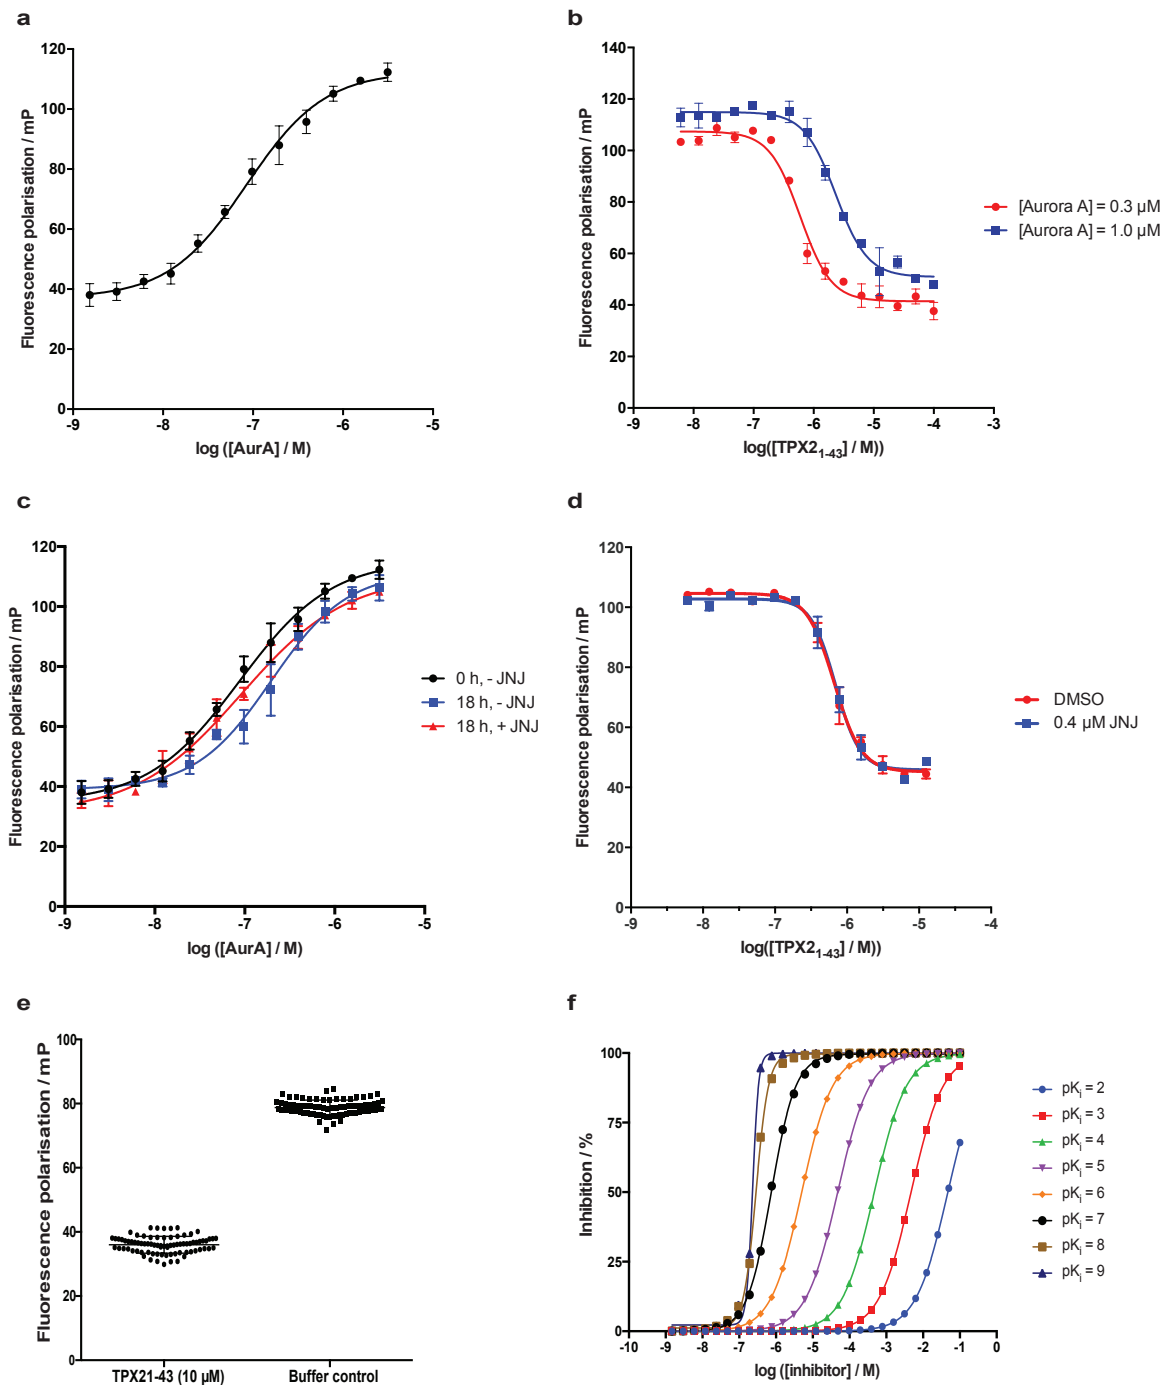 a
120
100
80
60
40
20
0
-9 -8 -7 -6 -5
Fluorescence polarisation / mP
log ([AurA] / M)
b
140
120
100
80
60
40
20
0
-9 -8 -7 -6 -5 -4 -3
Fluorescence polarisation / mP
log([TPX2₁₋₄₃] / M))
[Aurora A] = 0.3 µM
[Aurora A] = 1.0 µM
c
120
100
80
60
40
20
0
-9 -8 -7 -6 -5
Fluorescence polarisation / mP
log ([AurA] / M)
0 h, - JNJ
18 h, - JNJ
18 h, + JNJ
d
120
100
80
60
40
20
0
-9 -8 -7 -6 -5 -4
Fluorescence polarisation / mP
log([TPX2₁₋₄₃] / M))
DMSO
0.4 µM JNJ
e
100
80
60
40
20
0
Fluorescence polarisation / mP
TPX21-43 (10 µM) Buffer control
f
100
75
50
25
0
-10 -9 -8 -7 -6 -5 -4 -3 -2 -1 0
Inhibition / %
log ([inhibitor] / M
pKᵢ = 2
pKᵢ = 3
pKᵢ = 4
pKᵢ = 5
pKᵢ = 6
pKᵢ = 7
pKᵢ = 8
pKᵢ = 9